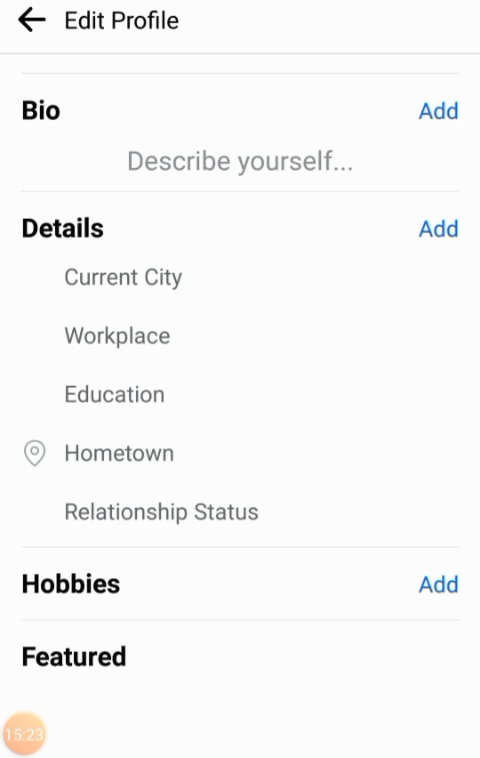 Edit Profile
Bio
Add
Describe yourself...
Details
Add
Current City
Workplace
Education
Hometown
Relationship Status
Hobbies
Add
Featured
15:23